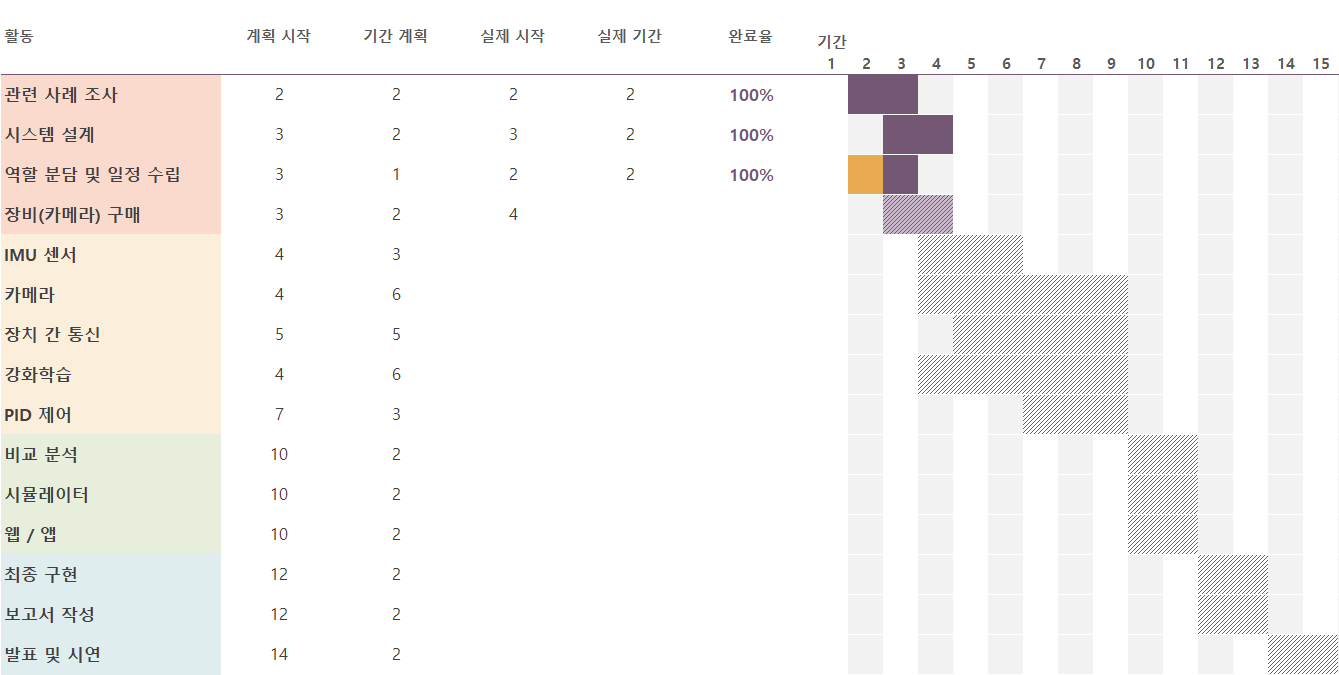 활동 계획 시작 기간 계획 실제 시작 실제 기간 완료율 기간
1 2 3 4 5 6 7 8 9 10 11 12 13 14 15
관련 사례 조사 2 2 2 2 100%
시스템 설계 3 2 3 2 100%
역할 분담 및 일정 수립 3 1 2 2 100%
장비(카메라) 구매 3 2 4
IMU 센서 4 3
카메라 4 6
장치 간 통신 5 5
강화학습 4 6
PID 제어 7 3
비교 분석 10 2
시뮬레이터 10 2
웹 / 앱 10 2
최종 구현 12 2
보고서 작성 12 2
발표 및 시연 14 2